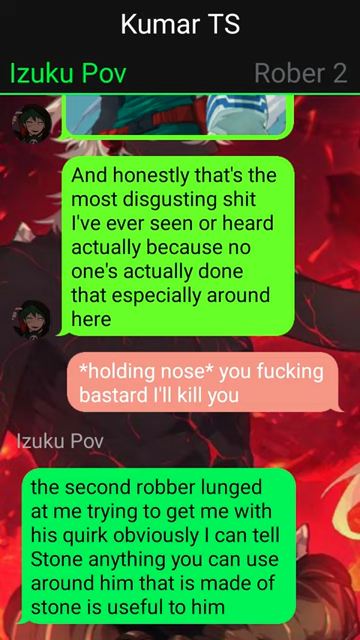 Kumar TS
Izuku Pov
Rober 2
And honestly that's the
most disgusting shit
I've ever seen or heard
actually because no
one's actually done
that especially around
here
*holding nose* you fucking
bastard I'll kill you
Izuku Pov
the second robber lunged
at me trying to get me with
his quirk obviously I can tell
Stone anything you can use
around him that is made of
stone is useful to him